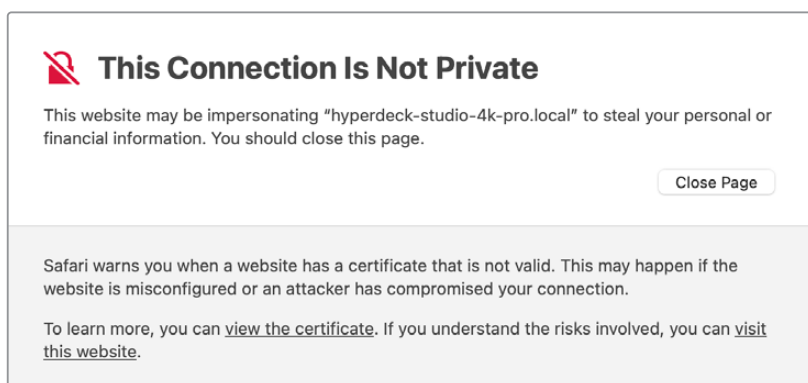 This Connection Is Not Private
This website may be impersonating “hyperdeck-studio-4k-pro.local” to steal your personal or
financial information. You should close this page.
Close Page
Safari warns you when a website has a certificate that is not valid. This may happen if the
website is misconfigured or an attacker has compromised your connection.
To learn more, you can view the certificate. If you understand the risks involved, you can visit
this website.